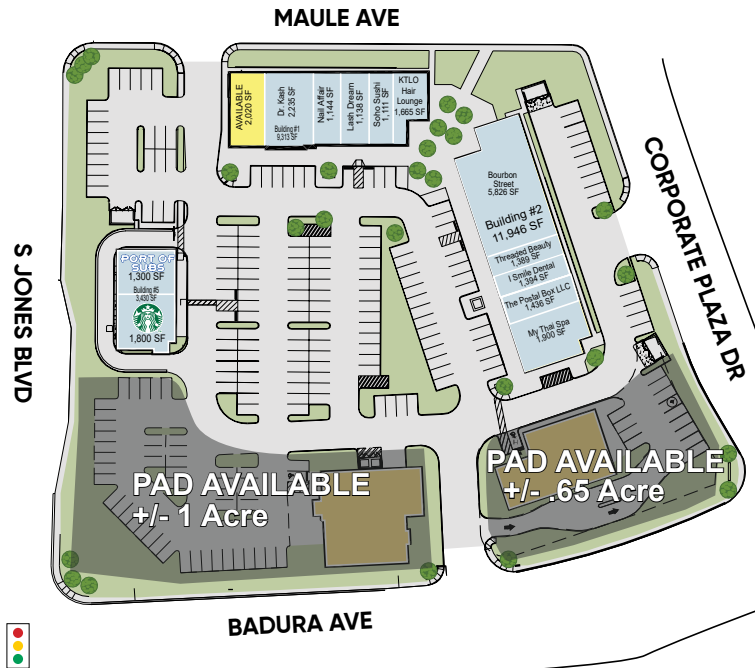 MAULE AVE
AVAILABLE
2,020 SF
Dr. Kash
2,235 SF
Building #1
9,313 SF
Nail Affair
1,144 SF
Lash Dream
1,138 SF
Soho Sushi
1,111 SF
KTLO
Hair
Lounge
1,665 SF
Bourbon
Street
5,826 SF
Building #2
11,946 SF
Threaded Beauty
1,389 SF
I Smile Dental
1,394 SF
The Postal Box LLC
1,436 SF
My Thai Spa
1,900 SF
CORPORATE PLAZA DR
S JONES BLVD
PORT OF
SUBS
1,300 SF
Building #5
3,430 SF
1,800 SF
PAD AVAILABLE
+/- 1 Acre
PAD AVAILABLE
+/- .65 Acre
BADURA AVE